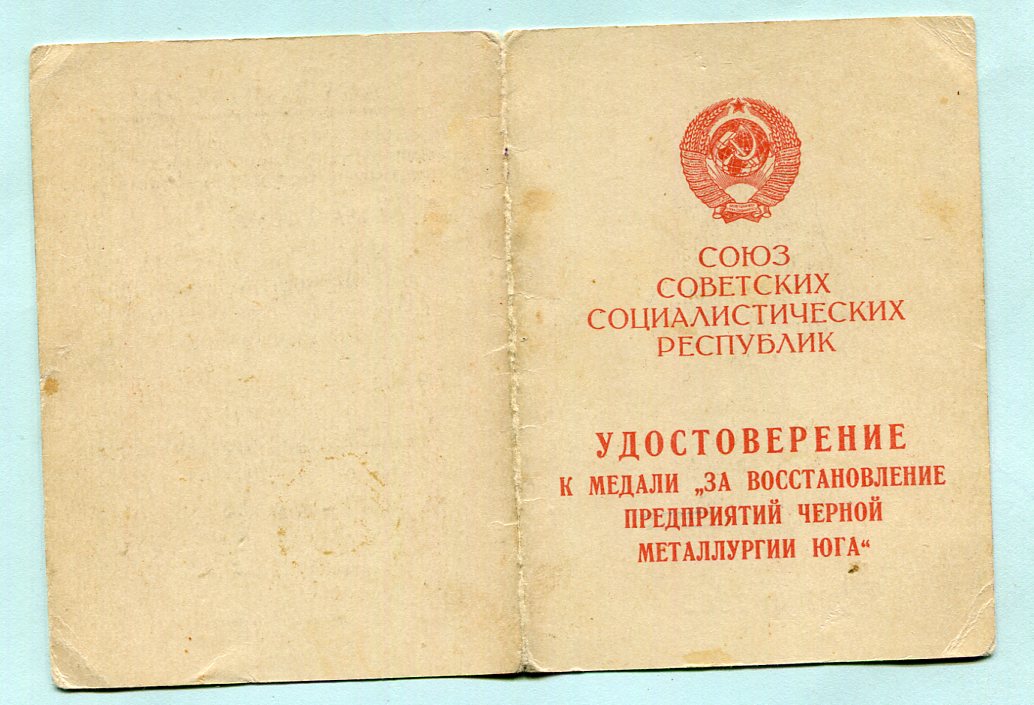 СОЮЗ
СОВЕТСКИХ
СОЦИАЛИСТИЧЕСКИХ
РЕСПУБЛИК
УДОСТОВЕРЕНИЕ
К МЕДАЛИ „ЗА ВОССТАНОВЛЕНИЕ
ПРЕДПРИЯТИЙ ЧЕРНОЙ
МЕТАЛЛУРГИИ ЮГА“